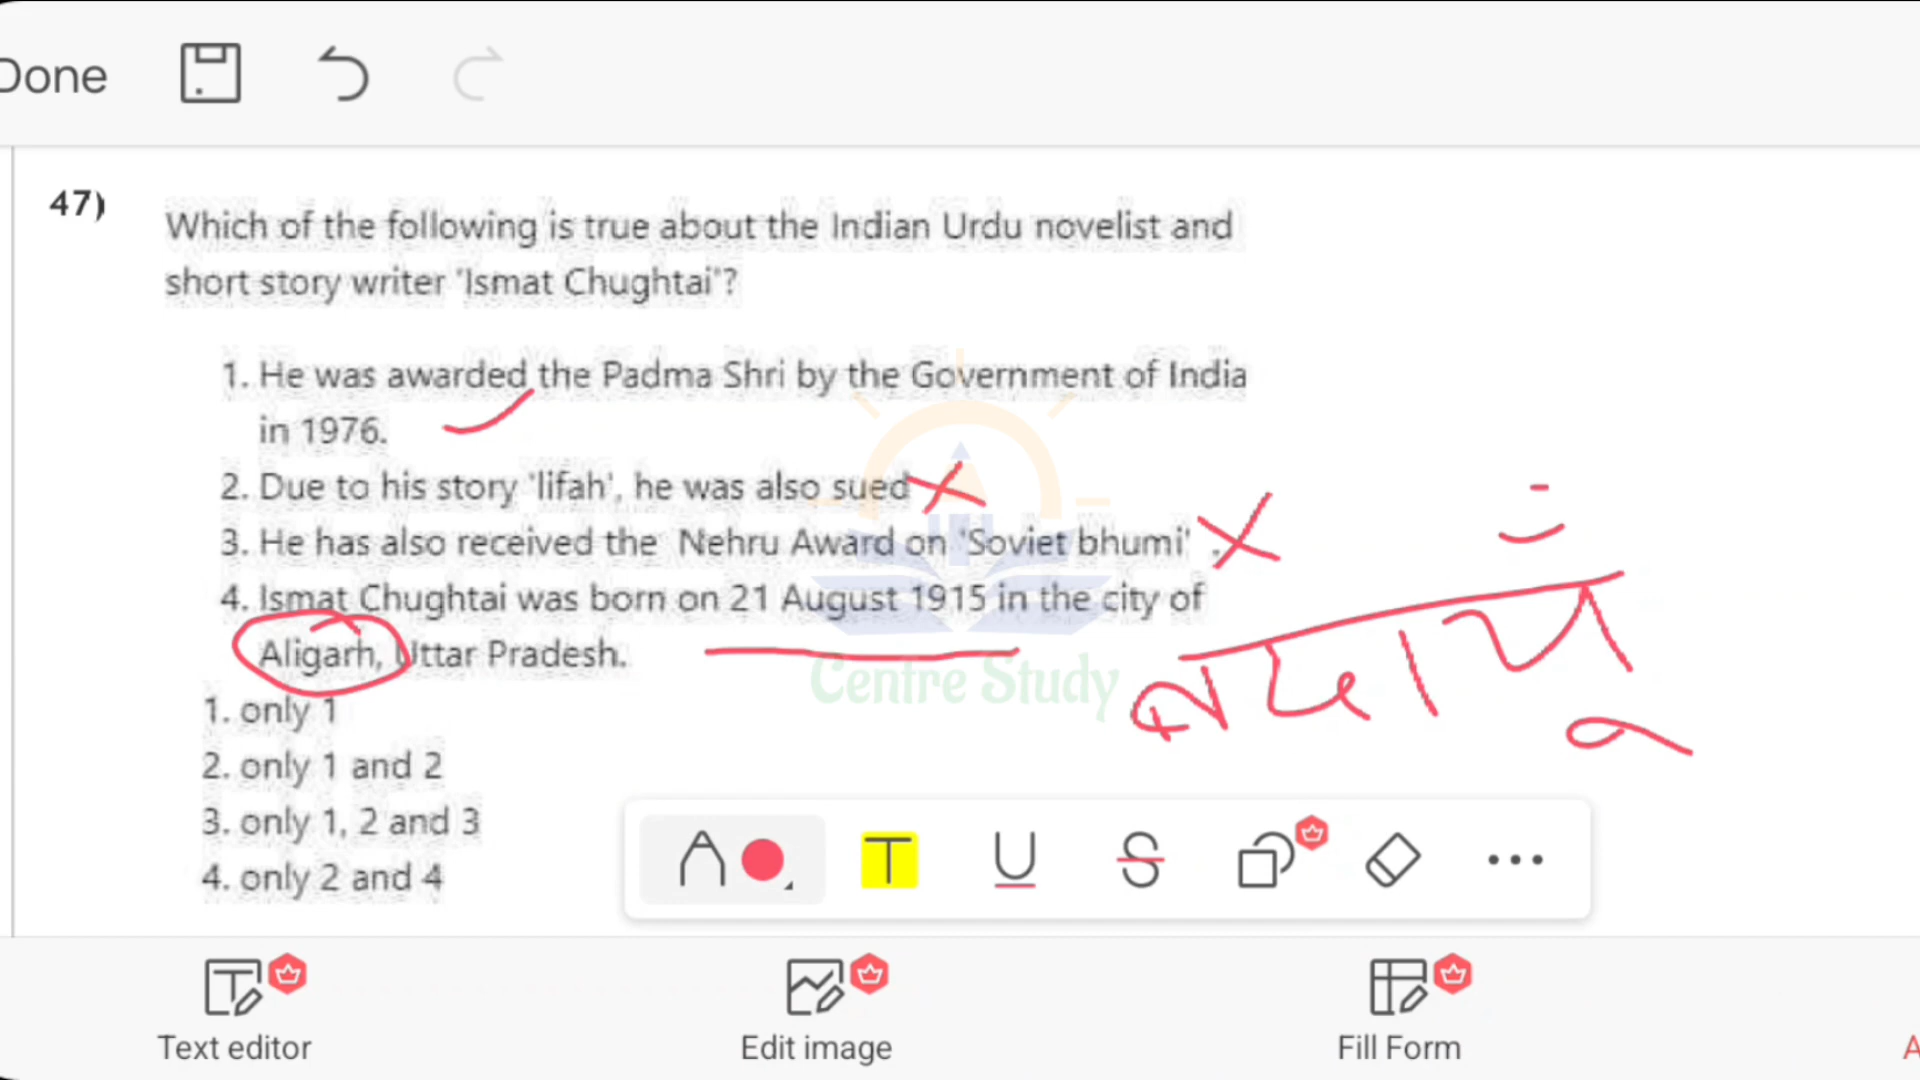 Done
47)
Which of the following is true about the Indian Urdu novelist and
short story writer 'Ismat Chughtai'?
1. He was awarded the Padma Shri by the Government of India
in 1976.
2. Due to his story 'lifah', he was also sued
3. He has also received the Nehru Award on 'Soviet bhumi' .
4. Ismat Chughtai was born on 21 August 1915 in the city of
Aligarh, Uttar Pradesh.
Centre Study
1. only 1
2. only 1 and 2
3. only 1, 2 and 3
4. only 2 and 4
Text editor
Edit image
Fill Form